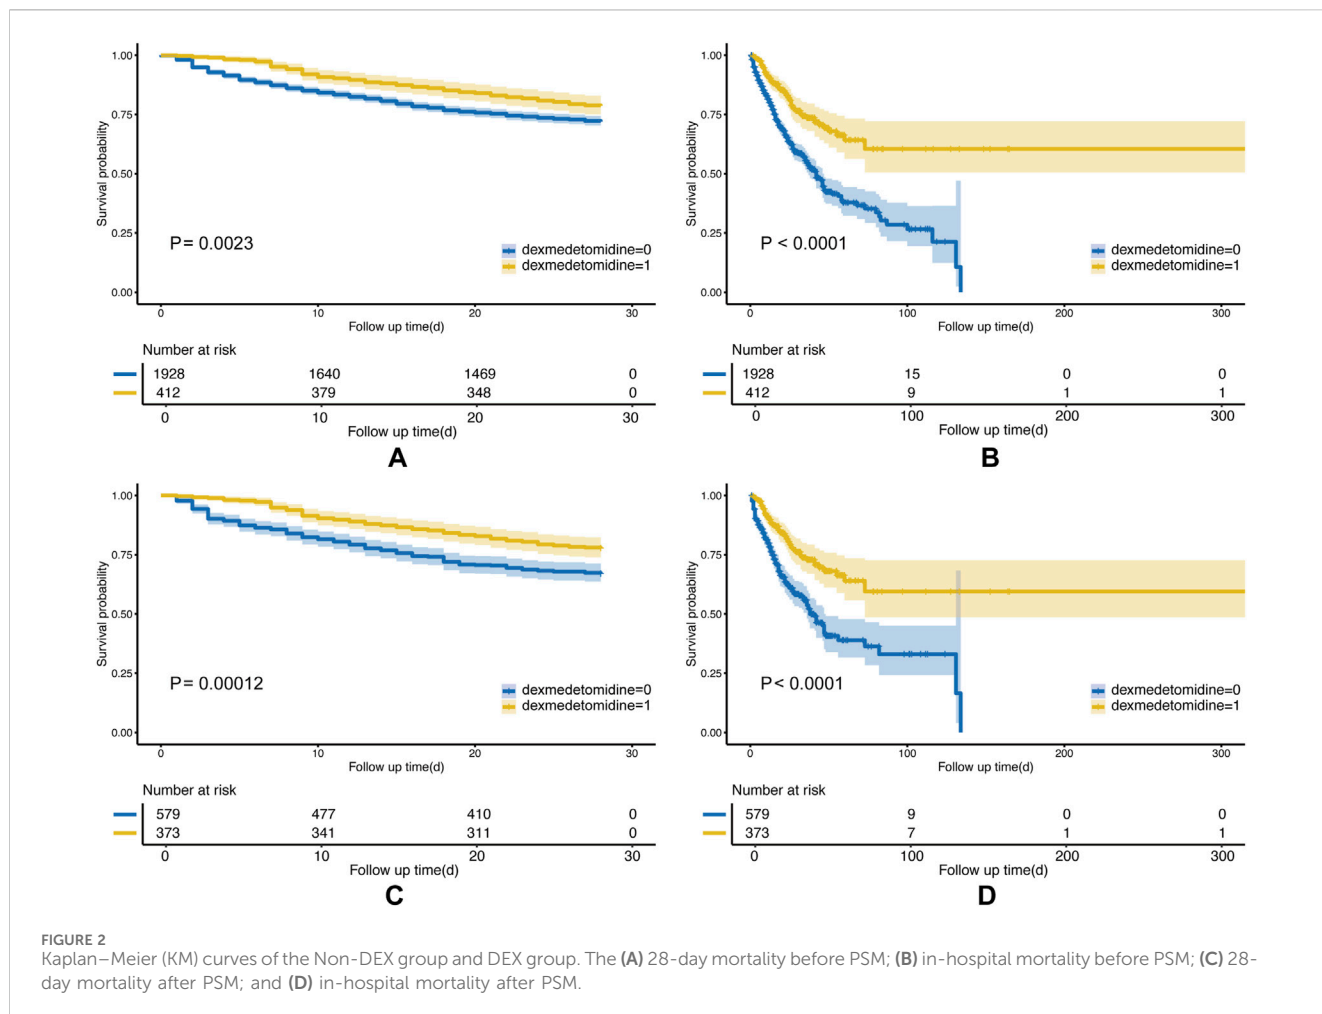 1.00
0.75
0.50
0.25
0.00
Survival probability
P= 0.0023
dexmedetomidine=0
dexmedetomidine=1
0 10 20 30
Follow up time(d)
Number at risk
1928 1640 1469 0
412 379 348 0
0 10 20 30
Follow up time(d)
A
1.00
0.75
0.50
0.25
0.00
Survival probability
P < 0.0001
dexmedetomidine=0
dexmedetomidine=1
0 100 200 300
Follow up time(d)
Number at risk
1928 15 0 0
412 9 1 1
0 100 200 300
Follow up time(d)
B
1.00
0.75
0.50
0.25
0.00
Survival probability
P= 0.00012
dexmedetomidine=0
dexmedetomidine=1
0 10 20 30
Follow up time(d)
Number at risk
579 477 410 0
373 341 311 0
0 10 20 30
Follow up time(d)
C
1.00
0.75
0.50
0.25
0.00
Survival probability
P< 0.0001
dexmedetomidine=0
dexmedetomidine=1
0 100 200 300
Follow up time(d)
Number at risk
579 9 0 0
373 7 1 1
0 100 200 300
Follow up time(d)
D
FIGURE 2
Kaplan–Meier (KM) curves of the Non-DEX group and DEX group. The (A) 28-day mortality before PSM; (B) in-hospital mortality before PSM; (C) 28-
day mortality after PSM; and (D) in-hospital mortality after PSM.